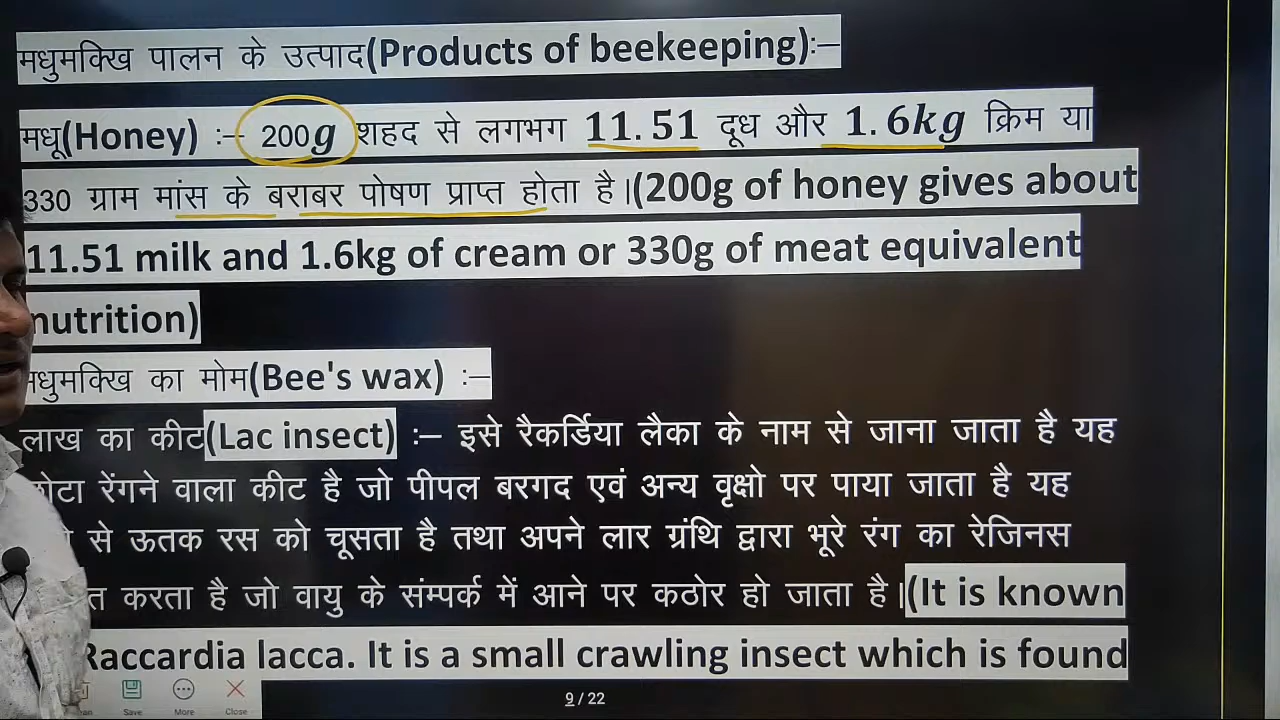 मधुमक्खि पालन के उत्पाद(Products of beekeeping):–
मधू(Honey) :– 200g शहद से लगभग 11.51 दूध और 1.6kg क्रिम या
330 ग्राम मांस के बराबर पोषण प्राप्त होता है।(200g of honey gives about
11.51 milk and 1.6kg of cream or 330g of meat equivalent
nutrition)
मधुमक्खि का मोम(Bee's wax) :–
लाख का कीट(Lac insect) :– इसे रैकर्डिया लैका के नाम से जाना जाता है यह
रेंगने वाला कीट है जो पीपल बरगद एवं अन्य वृक्षो पर पाया जाता है यह
से ऊतक रस को चूसता है तथा अपने लार ग्रंथि द्वारा भूरे रंग का रेजिनस
करता है जो वायु के संम्पर्क में आने पर कठोर हो जाता है।(It is known
Raccardia lacca. It is a small crawling insect which is found
Save More Close
9 / 22